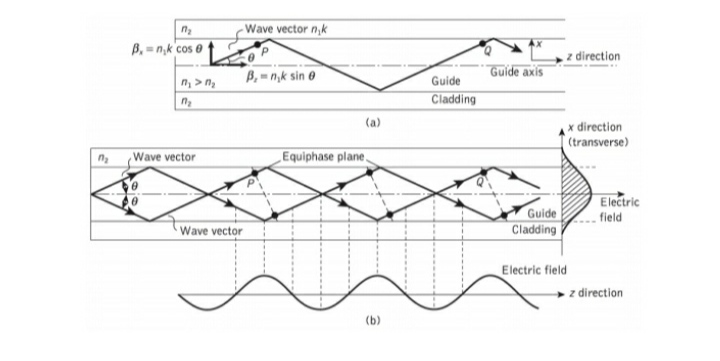 n₂
Wave vector n₁k
βₓ = n₁k cos θ
P
θ
Q
x
z direction
n₁ > n₂
β_z = n₁k sin θ
Guide
Guide axis
n₂
Cladding
(a)
x direction
(transverse)
n₂
Wave vector
Equiphase plane
θ
θ
P
Q
Electric
field
Guide
Cladding
Wave vector
Electric field
z direction
(b)